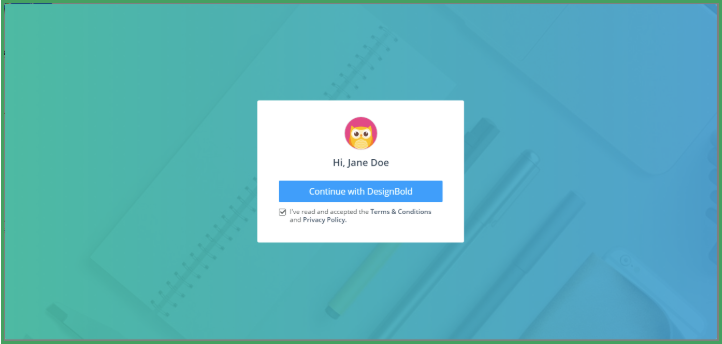 Hi, Jane Doe
Continue with DesignBold
I've read and accepted the Terms & Conditions
and Privacy Policy.